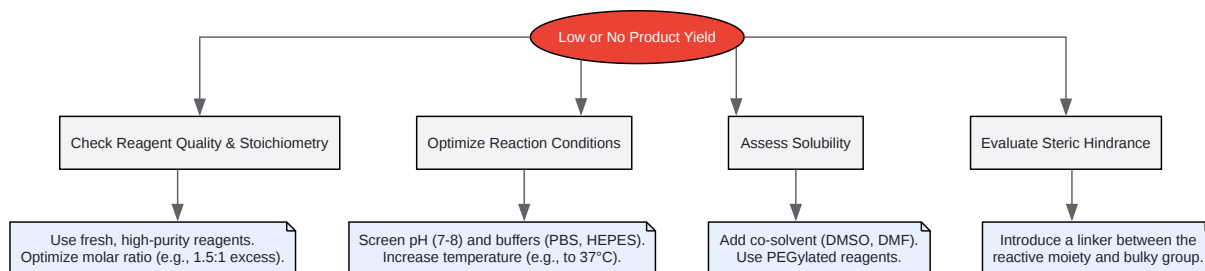 Low or No Product Yield
Check Reagent Quality & Stoichiometry
Optimize Reaction Conditions
Assess Solubility
Evaluate Steric Hindrance
Use fresh, high-purity reagents.
Optimize molar ratio (e.g., 1.5:1 excess).
Screen pH (7-8) and buffers (PBS, HEPES).
Increase temperature (e.g., to 37°C).
Add co-solvent (DMSO, DMF).
Use PEGylated reagents.
Introduce a linker between the
reactive moiety and bulky group.